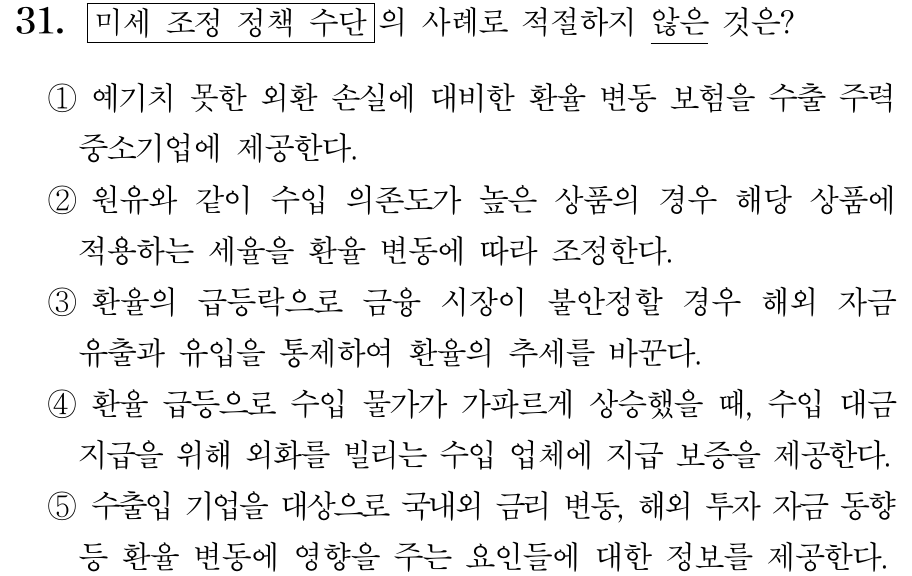 31. 미세 조정 정책 수단의 사례로 적절하지 않은 것은?
① 예기치 못한 외환 손실에 대비한 환율 변동 보험을 수출 주력
중소기업에 제공한다.
② 원유와 같이 수입 의존도가 높은 상품의 경우 해당 상품에
적용하는 세율을 환율 변동에 따라 조정한다.
③ 환율의 급등락으로 금융 시장이 불안정할 경우 해외 자금
유출과 유입을 통제하여 환율의 추세를 바꾼다.
④ 환율 급등으로 수입 물가가 가파르게 상승했을 때, 수입 대금
지급을 위해 외화를 빌리는 수입 업체에 지급 보증을 제공한다.
⑤ 수출입 기업을 대상으로 국내외 금리 변동, 해외 투자 자금 동향
등 환율 변동에 영향을 주는 요인들에 대한 정보를 제공한다.